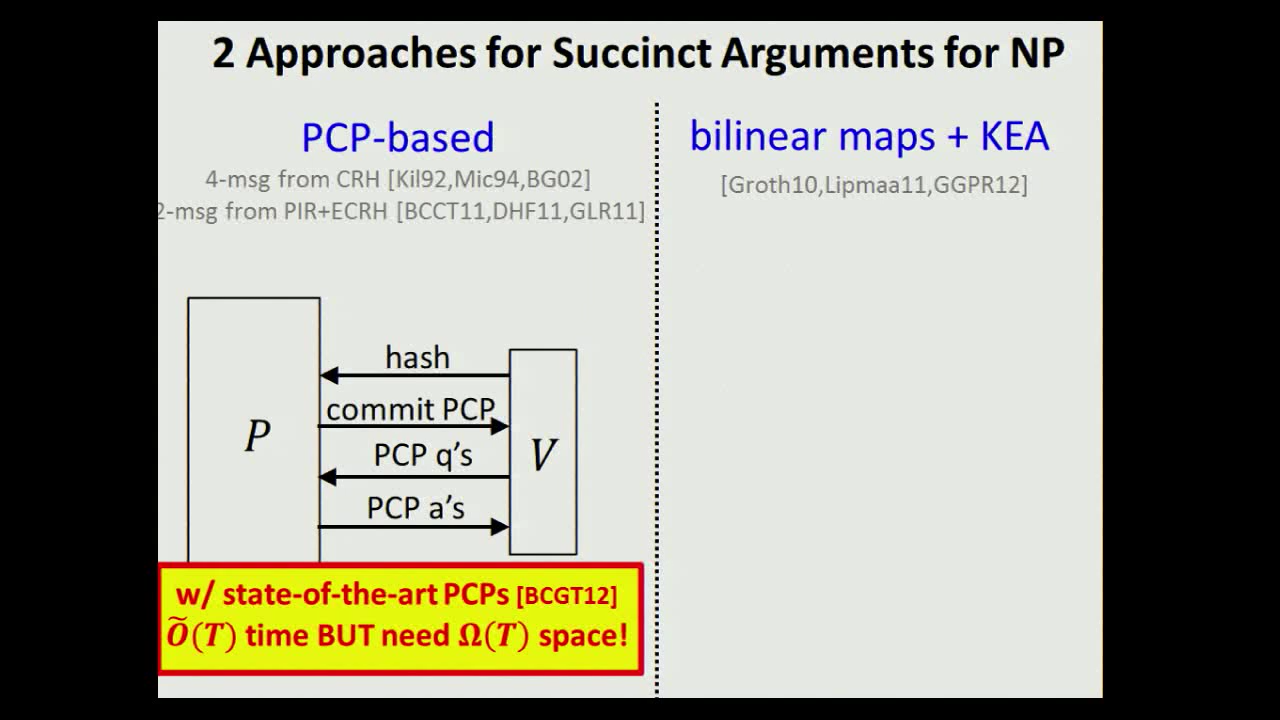 2 Approaches for Succinct Arguments for NP
PCP-based
4-msg from CRH [Kil92,Mic94,BG02]
2-msg from PIR+ECRH [BCCT11,DHF11,GLR11]
hash
commit PCP
PCP q's
PCP a's
P
V
w/ state-of-the-art PCPs [BCGT12]
Õ(T) time BUT need Ω(T) space!
bilinear maps + KEA
[Groth10,Lipmaa11,GGPR12]